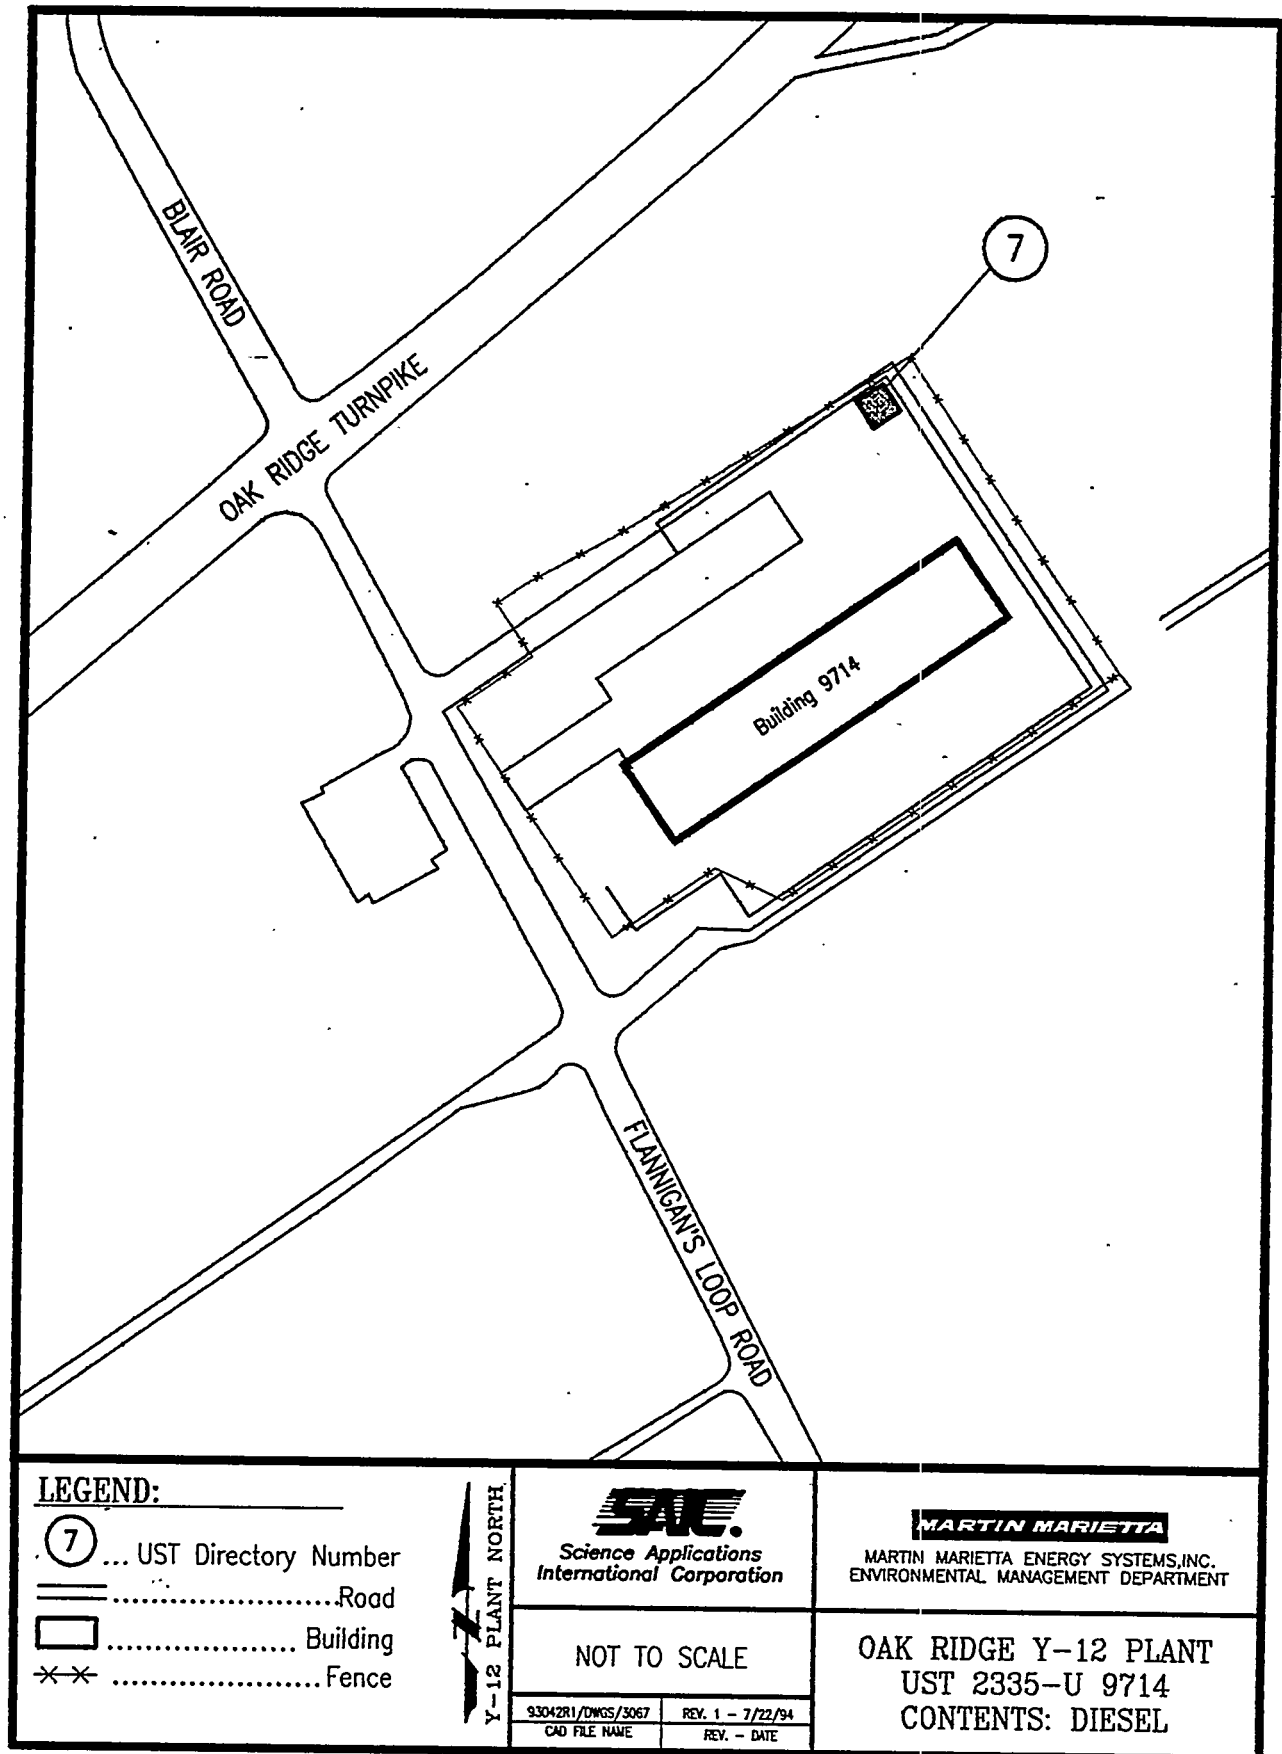 BLAIR ROAD
7
OAK RIDGE TURNPIKE
Building 9714
FLANNIGAN'S LOOP ROAD
LEGEND:
7 ... UST Directory Number
.......................Road
................... Building
......................Fence
Y-12 PLANT NORTH
SAIC.
Science Applications
International Corporation
NOT TO SCALE
93042R1/DWGS/3067
CAD FILE NAME
REV. 1 - 7/22/94
REV. - DATE
MARTIN MARIETTA
MARTIN MARIETTA ENERGY SYSTEMS,INC.
ENVIRONMENTAL MANAGEMENT DEPARTMENT
OAK RIDGE Y-12 PLANT
UST 2335-U 9714
CONTENTS: DIESEL